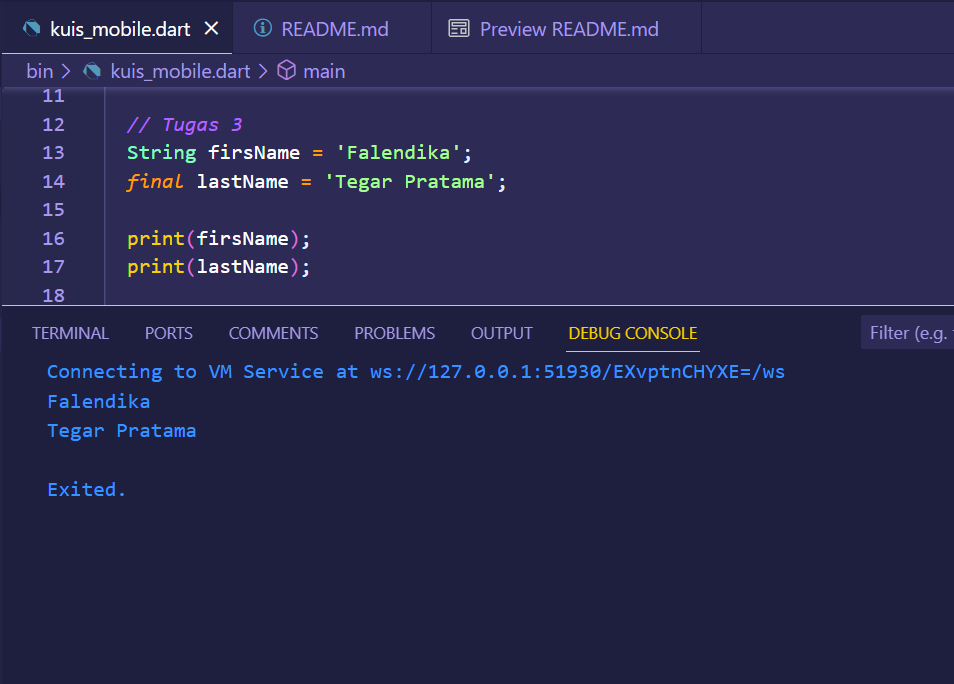 kuis_mobile.dart README.md Preview README.md
bin > kuis_mobile.dart > main
11
12 // Tugas 3
13 String firsName = 'Falendika';
14 final lastName = 'Tegar Pratama';
15
16 print(firsName);
17 print(lastName);
18
TERMINAL PORTS COMMENTS PROBLEMS OUTPUT DEBUG CONSOLE Filter (e.g.
Connecting to VM Service at ws://127.0.0.1:51930/EXvptnCHYXE=/ws
Falendika
Tegar Pratama
Exited.